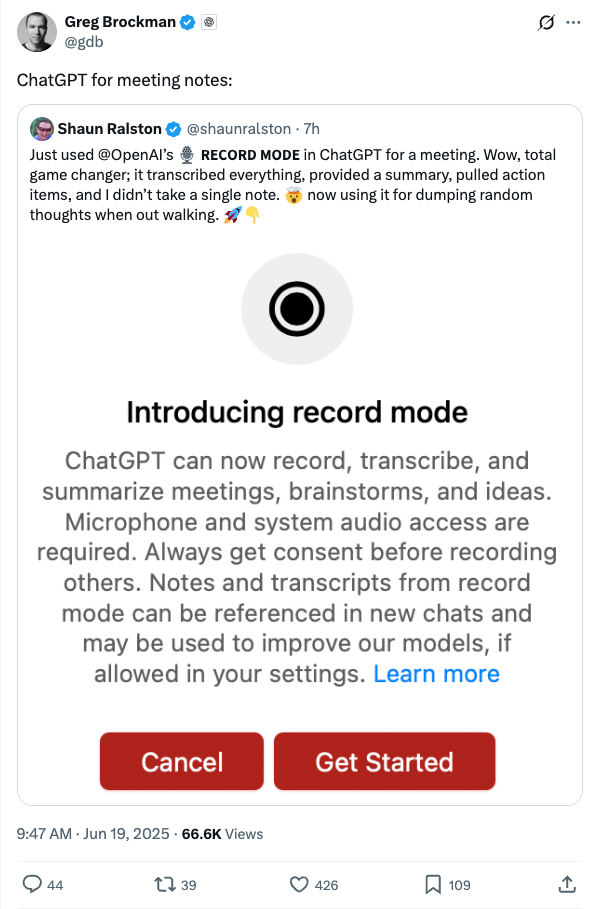 Greg Brockman
@gdb
ChatGPT for meeting notes:
Shaun Ralston @shaunralston · 7h
Just used @OpenAI’s 🎙️ RECORD MODE in ChatGPT for a meeting. Wow, total
game changer; it transcribed everything, provided a summary, pulled action
items, and I didn’t take a single note. 🤯 now using it for dumping random
thoughts when out walking. 🚀👇
Introducing record mode
ChatGPT can now record, transcribe, and
summarize meetings, brainstorms, and ideas.
Microphone and system audio access are
required. Always get consent before recording
others. Notes and transcripts from record
mode can be referenced in new chats and
may be used to improve our models, if
allowed in your settings. Learn more
Cancel Get Started
9:47 AM · Jun 19, 2025 · 66.6K Views
44 39 426 109